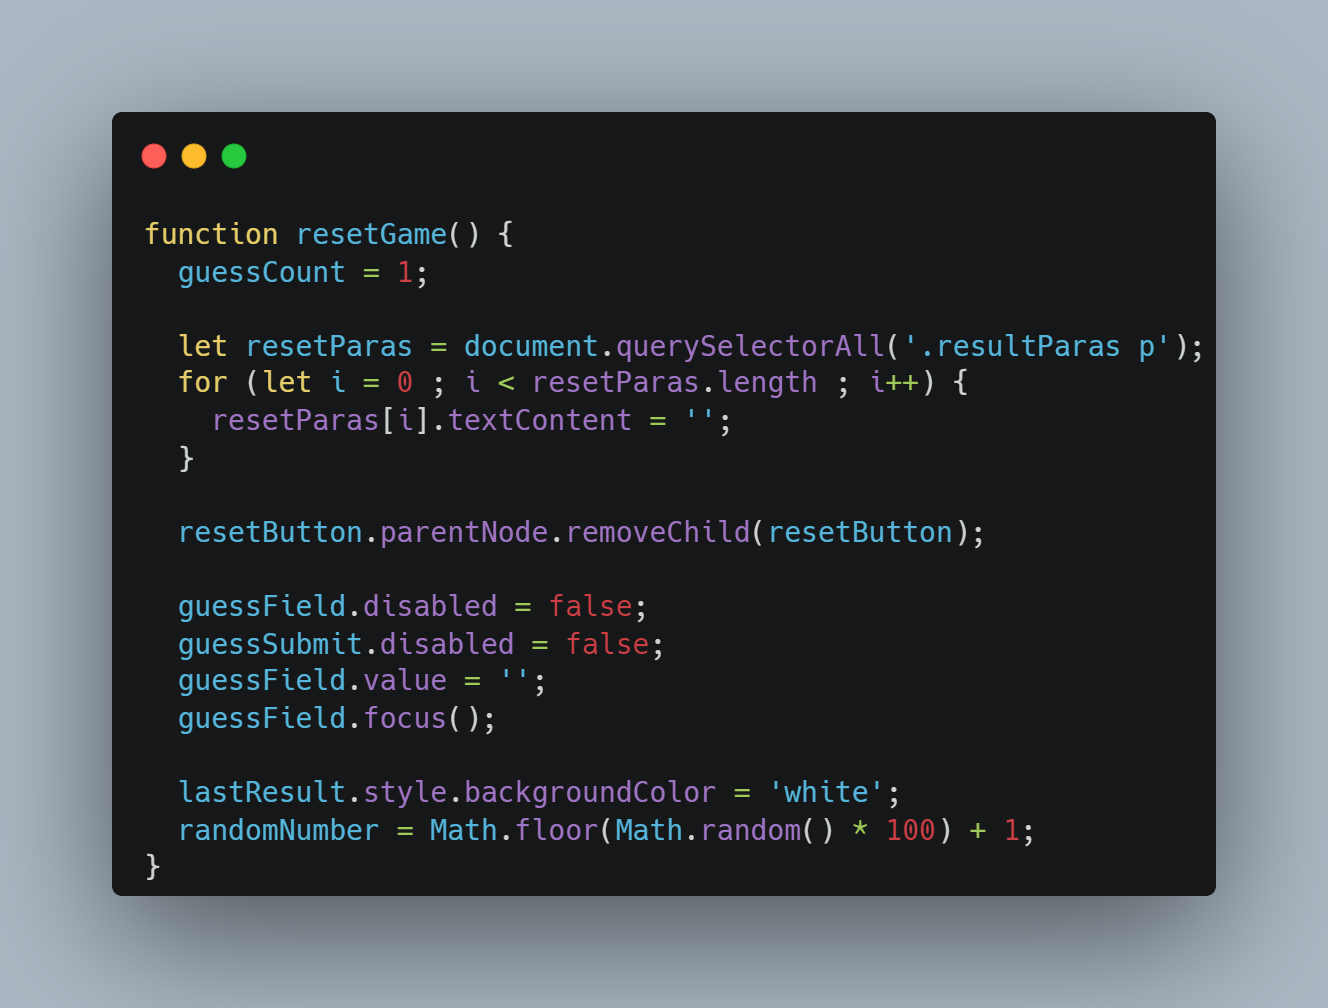 function resetGame() {
  guessCount = 1;

  let resetParas = document.querySelectorAll('.resultParas p');
  for (let i = 0 ; i < resetParas.length ; i++) {
    resetParas[i].textContent = '';
  }

  resetButton.parentNode.removeChild(resetButton);

  guessField.disabled = false;
  guessSubmit.disabled = false;
  guessField.value = '';
  guessField.focus();

  lastResult.style.backgroundColor = 'white';
  randomNumber = Math.floor(Math.random() * 100) + 1;
}